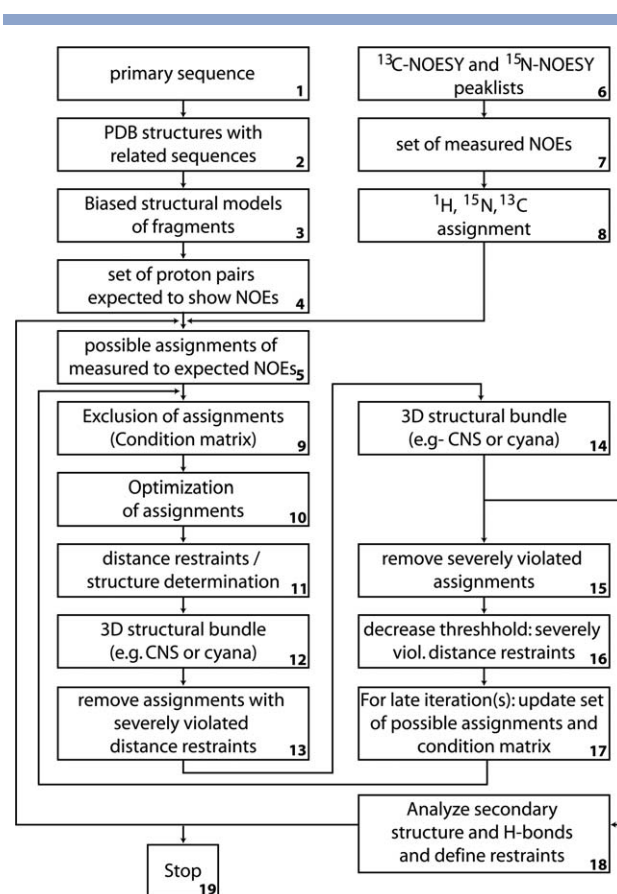 primary sequence
1
PDB structures with
related sequences
2
Biased structural models
of fragments
3
set of proton pairs
expected to show NOEs
4
possible assignments of
measured to expected NOEs
5
Exclusion of assignments
(Condition matrix)
9
Optimization
of assignments
10
distance restraints /
structure determination
11
3D structural bundle
(e.g. CNS or cyana)
12
remove assignments with
severely violated
distance restraints
13
¹³C-NOESY and ¹⁵N-NOESY
peaklists
6
set of measured NOEs
7
¹H, ¹⁵N, ¹³C
assignment
8
3D structural bundle
(e.g- CNS or cyana)
14
remove severely violated
assignments
15
decrease threshhold: severely
viol. distance restraints
16
For late iteration(s): update set
of possible assignments and
condition matrix
17
Analyze secondary
structure and H-bonds
and define restraints
18
Stop
19